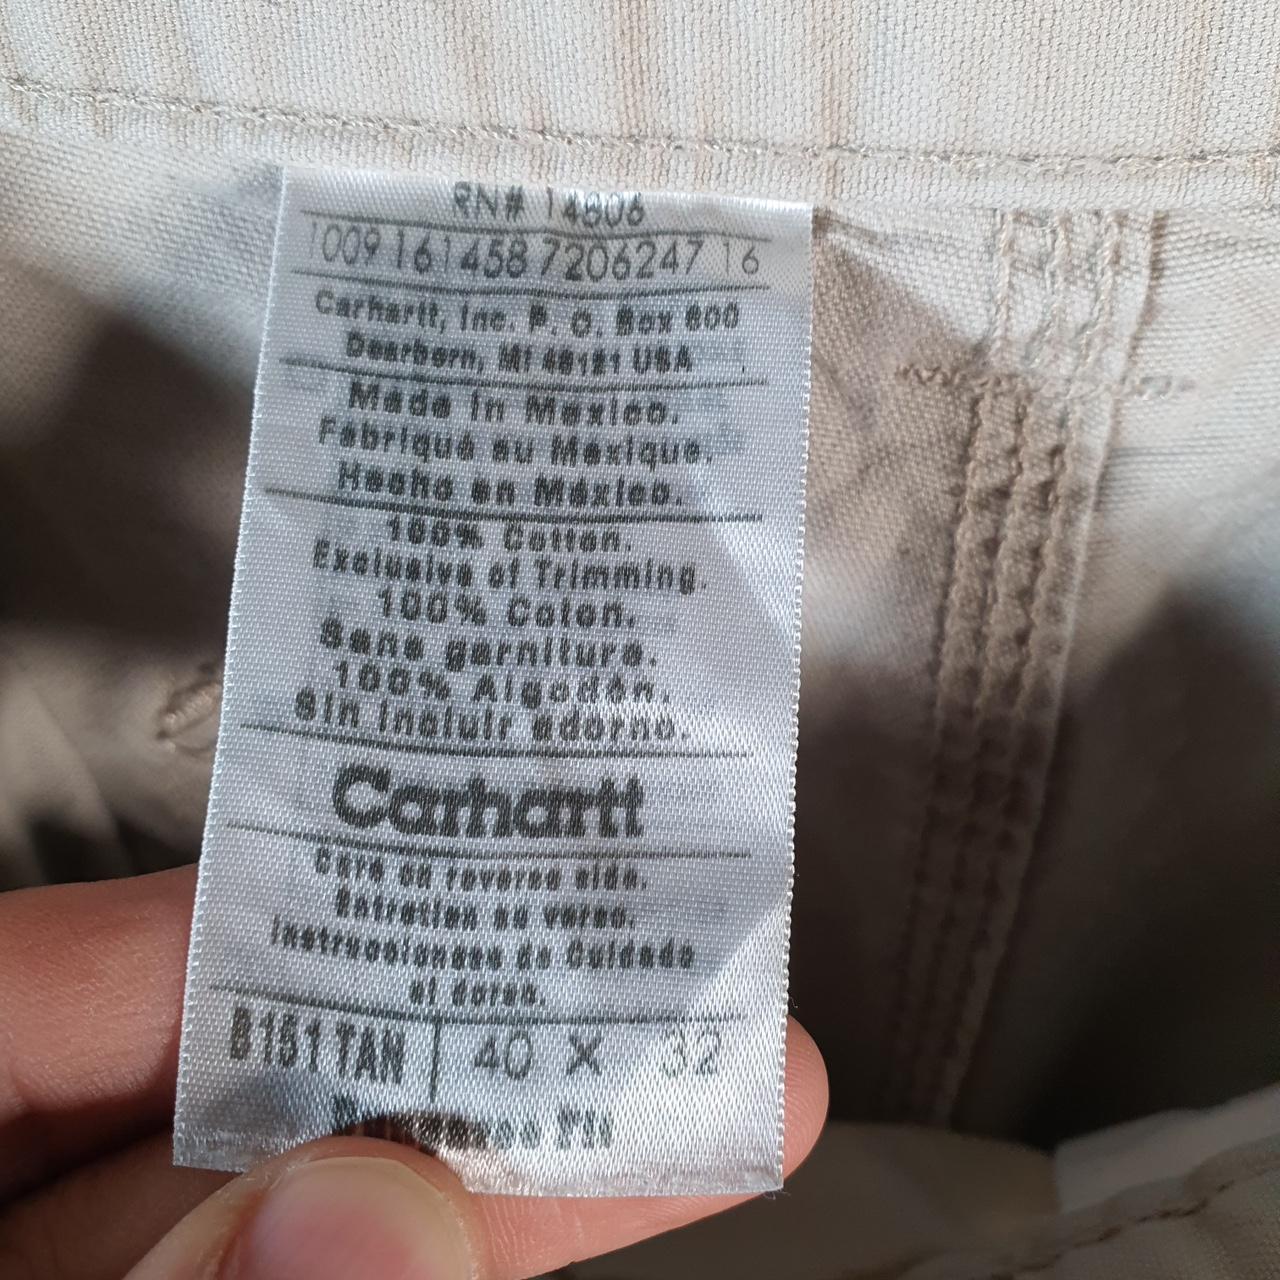 RN# 14806
1009 161458 7206247 16
Carhartt, Inc. P. O. Box 600
Dearborn, MI 48121 USA
Made in Mexico.
Fabriqué au Mexique.
Hecho en México.
100% Cotton.
Exclusive of Trimming.
100% Coton.
Sans garniture.
100% Algodón.
Sin incluir adorno.
Carhartt
Care on reverse side.
Entretien au verso.
Instrucciones de Cuidado
al dorso.
B151 TAN 40 X 32
Fit